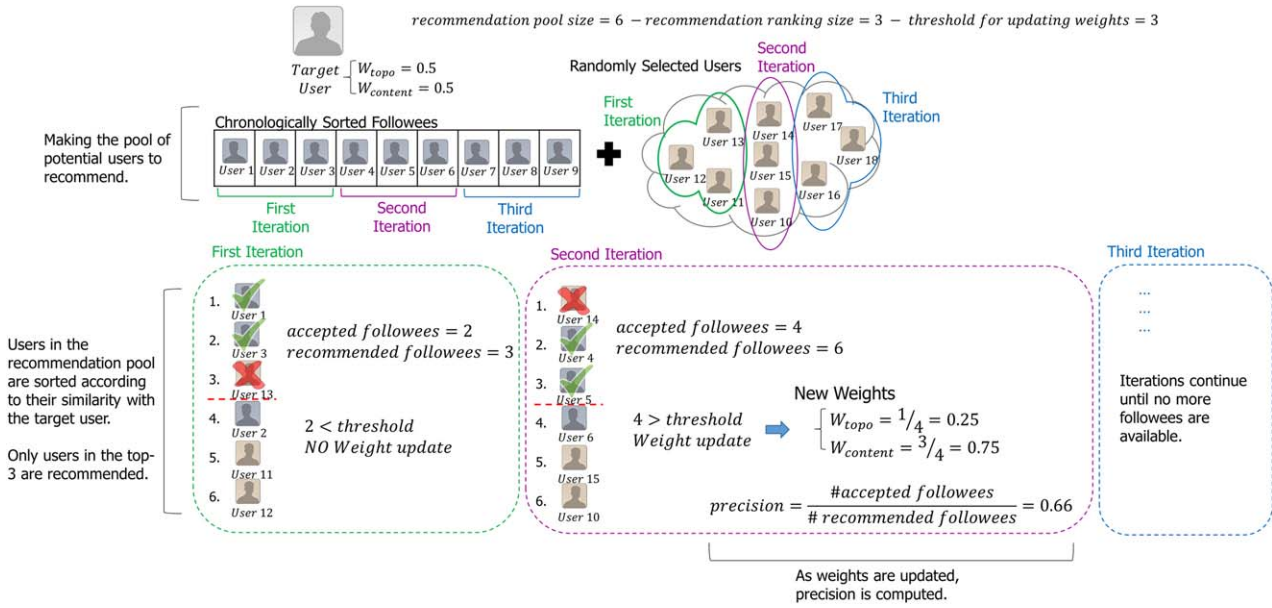 recommendation pool size = 6 − recommendation ranking size = 3 − threshold for updating weights = 3
Target User
W_topo = 0.5
W_content = 0.5
Making the pool of
potential users to
recommend.
Chronologically Sorted Followees
User 1 User 2 User 3 User 4 User 5 User 6 User 7 User 8 User 9
First
Iteration
Second
Iteration
Third
Iteration
Randomly Selected Users
First
Iteration
Second
Iteration
Third
Iteration
User 13
User 12
User 11
User 14
User 15
User 10
User 17
User 18
User 16
First Iteration
Users in the
recommendation pool
are sorted according
to their similarity with
the target user.
Only users in the top-
3 are recommended.
1. User 1
2. User 3
3. User 13
4. User 2
5. User 11
6. User 12
accepted followees = 2
recommended followees = 3
2 < threshold
NO Weight update
Second Iteration
1. User 14
2. User 4
3. User 5
4. User 6
5. User 15
6. User 10
accepted followees = 4
recommended followees = 6
4 > threshold
Weight update
New Weights
W_topo = 1/4 = 0.25
W_content = 3/4 = 0.75
precision = #accepted followees / # recommended followees = 0.66
As weights are updated,
precision is computed.
Third Iteration
...
...
...
Iterations continue
until no more
followees are
available.